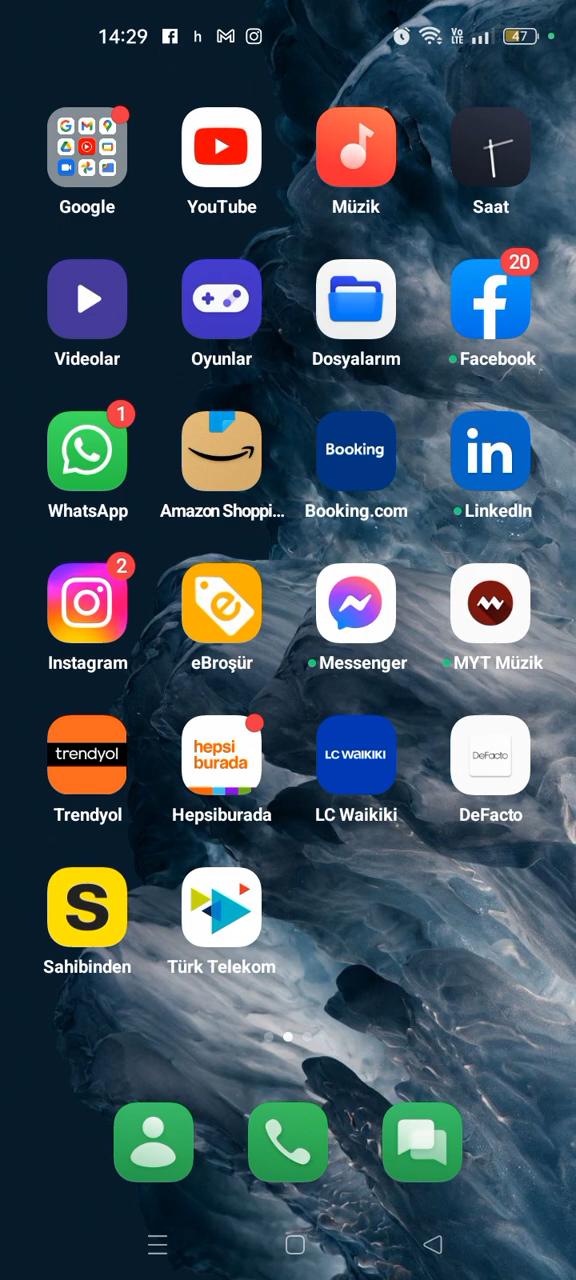 14:29 h Vo LTE 47
Google YouTube Müzik Saat
20
Videolar Oyunlar Dosyalarım Facebook
1
Booking
in
WhatsApp Amazon Shoppi... Booking.com LinkedIn
2
Instagram eBroşür Messenger MYT Müzik
trendyol hepsi burada LC WAIKIKI DeFacto
Trendyol Hepsiburada LC Waikiki DeFacto
S
Sahibinden Türk Telekom